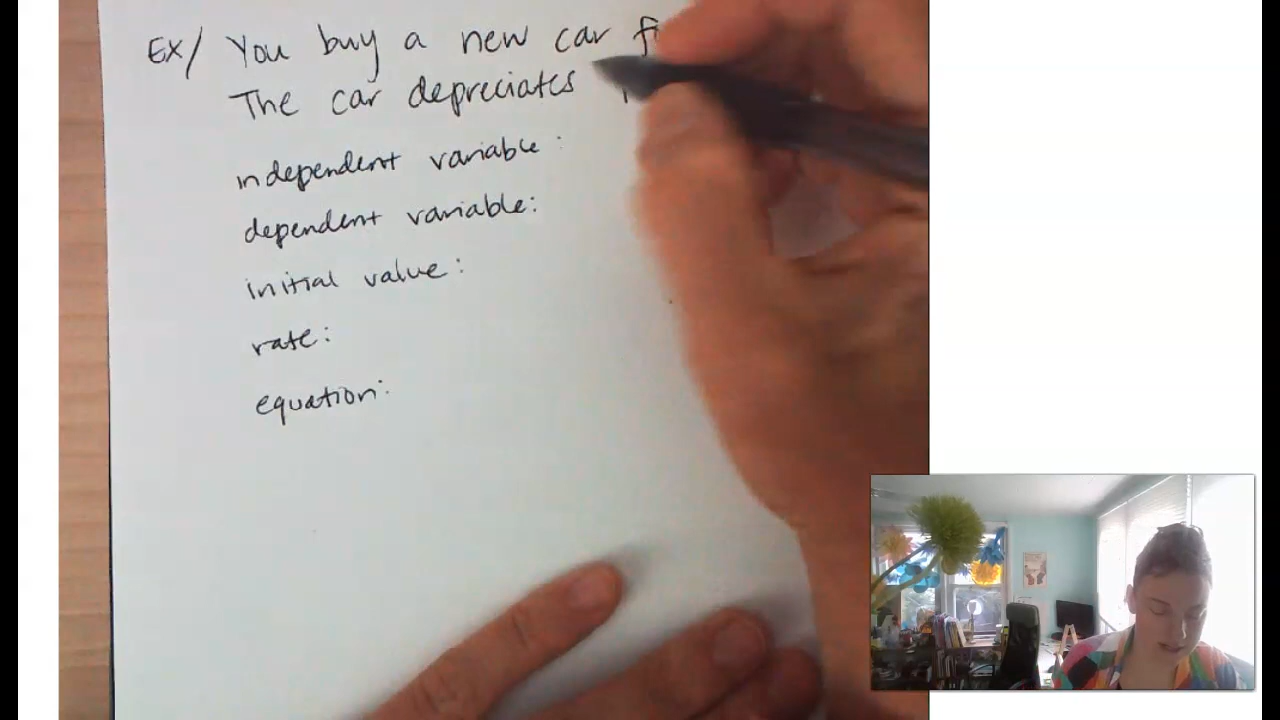 EX/ You buy a new car
The car depreciates
independent variable:
dependent variable:
initial value:
rate:
equation: